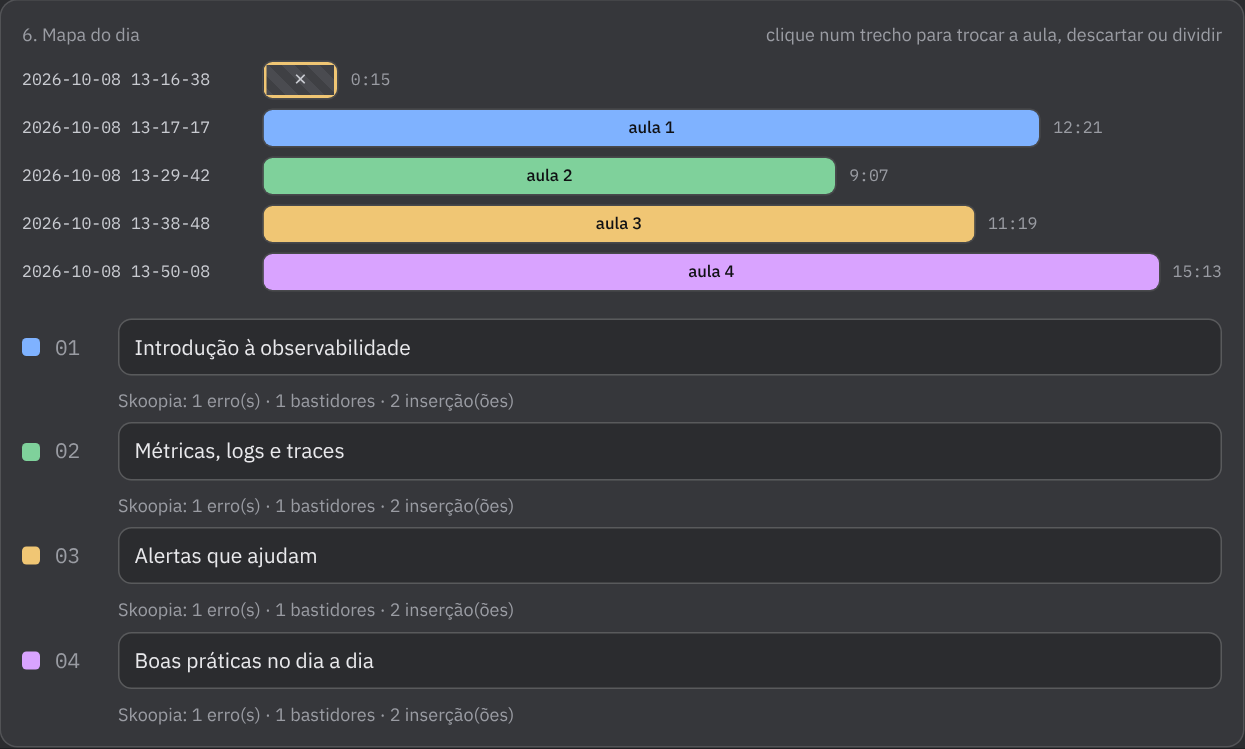 6. Mapa do dia
clique num trecho para trocar a aula, descartar ou dividir
2026-10-08 13-16-38 × 0:15
2026-10-08 13-17-17 aula 1 12:21
2026-10-08 13-29-42 aula 2 9:07
2026-10-08 13-38-48 aula 3 11:19
2026-10-08 13-50-08 aula 4 15:13
01 Introdução à observabilidade
Skoopia: 1 erro(s) · 1 bastidores · 2 inserção(ões)
02 Métricas, logs e traces
Skoopia: 1 erro(s) · 1 bastidores · 2 inserção(ões)
03 Alertas que ajudam
Skoopia: 1 erro(s) · 1 bastidores · 2 inserção(ões)
04 Boas práticas no dia a dia
Skoopia: 1 erro(s) · 1 bastidores · 2 inserção(ões)